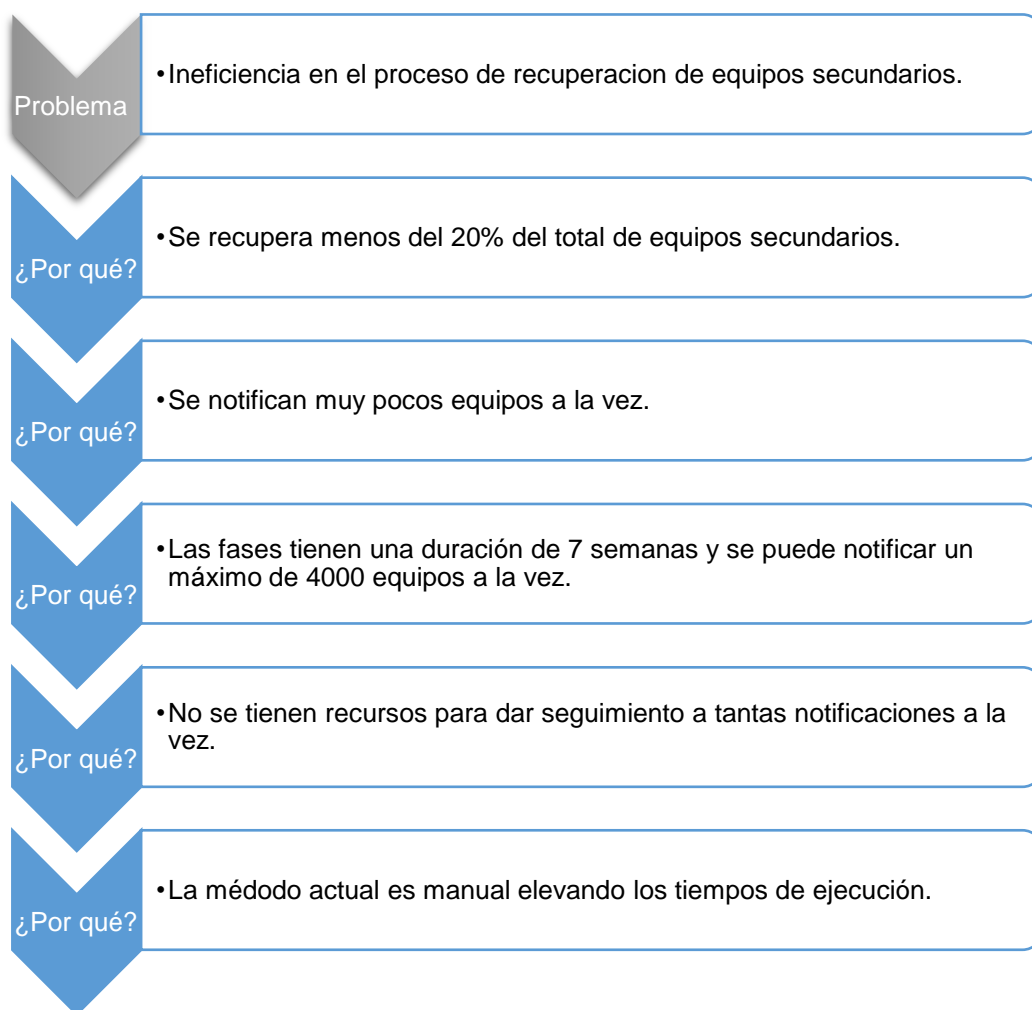 Problema
•Ineficiencia en el proceso de recuperacion de equipos secundarios.
¿Por qué?
•Se recupera menos del 20% del total de equipos secundarios.
¿Por qué?
•Se notifican muy pocos equipos a la vez.
¿Por qué?
•Las fases tienen una duración de 7 semanas y se puede notificar un
máximo de 4000 equipos a la vez.
¿Por qué?
•No se tienen recursos para dar seguimiento a tantas notificaciones a la
vez.
¿Por qué?
•La médodo actual es manual elevando los tiempos de ejecución.